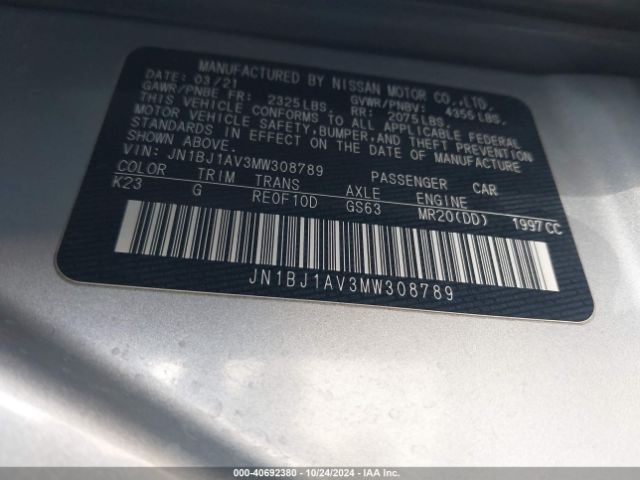 MANUFACTURED BY NISSAN MOTOR CO.,LTD.
DATE: 03/21 GVWR/PNBV: 4355LBS,
GAWR/PNBE FR: 2325LBS, RR: 2075LBS,
THIS VEHICLE CONFORMS TO ALL APPLICABLE FEDERAL
MOTOR VEHICLE SAFETY,BUMPER,AND THEFT PREVENTION
STANDARDS IN EFFECT ON THE DATE OF MANUFACTURE
SHOWN ABOVE.
VIN: JN1BJ1AV3MW308789 PASSENGER CAR
COLOR TRIM TRANS AXLE ENGINE
K23 G RE0F10D GS63 MR20(DD) 1997CC
JN1BJ1AV3MW308789
000-40692380 - 10/24/2024 - IAA Inc.